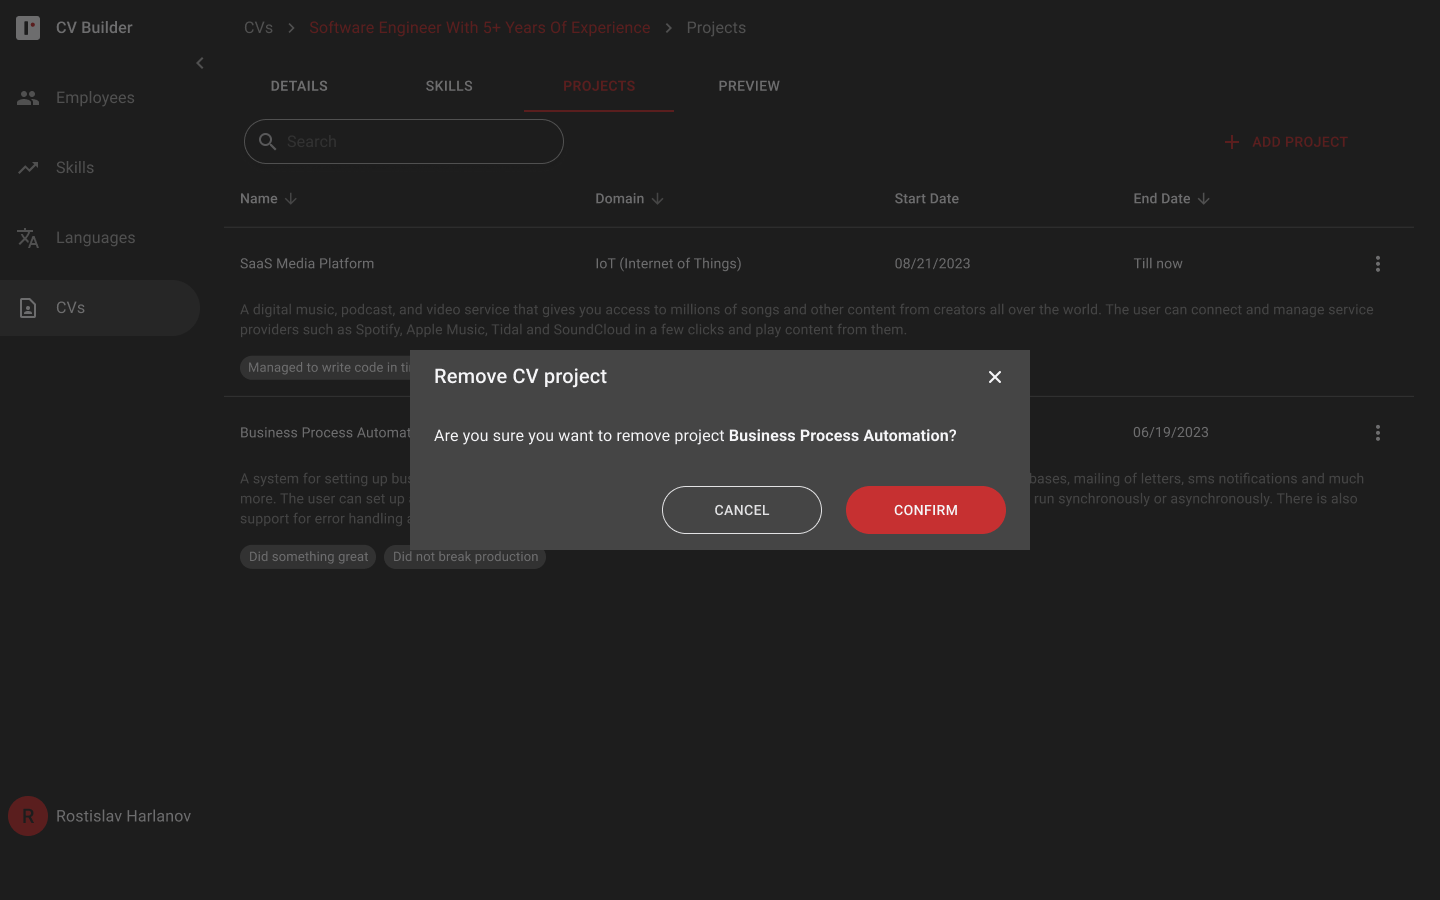 CV Builder
CVs > Software Engineer With 5+ Years Of Experience > Projects
Employees
Skills
Languages
CVs
DETAILS SKILLS PROJECTS PREVIEW
Search
ADD PROJECT
Name Domain Start Date End Date
SaaS Media Platform IoT (Internet of Things) 08/21/2023 Till now
A digital music, podcast, and video service that gives you access to millions of songs and other content from creators all over the world. The user can connect and manage service
providers such as Spotify, Apple Music, Tidal and SoundCloud in a few clicks and play content from them.
Managed to write code in
Remove CV project
Are you sure you want to remove project Business Process Automation?
CANCEL CONFIRM
Business Process 06/19/2023
A system for setting up bases, mailing of letters, sms notifications and much
more. The user can set up run synchronously or asynchronously. There is also
support for error handling
Did something great Did not break production
R Rostislav Harlanov